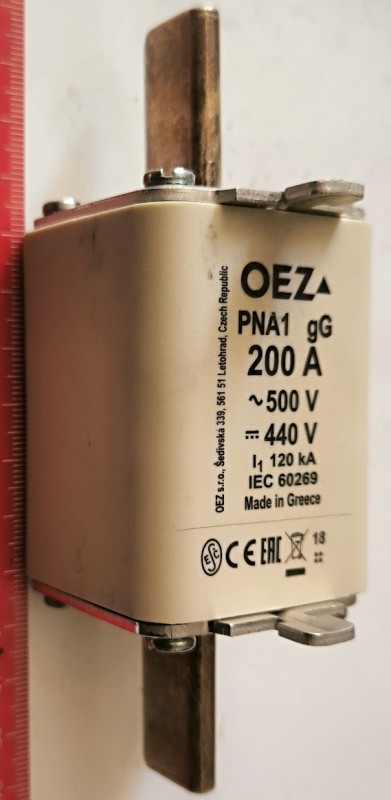 OEZ
PNA1 gG
200 A
~ 500 V
⎓ 440 V
I1 120 kA
IEC 60269
Made in Greece
OEZ s.r.o., Šedivská 339, 561 51 Letohrad, Czech Republic
ESC CE EAC 18